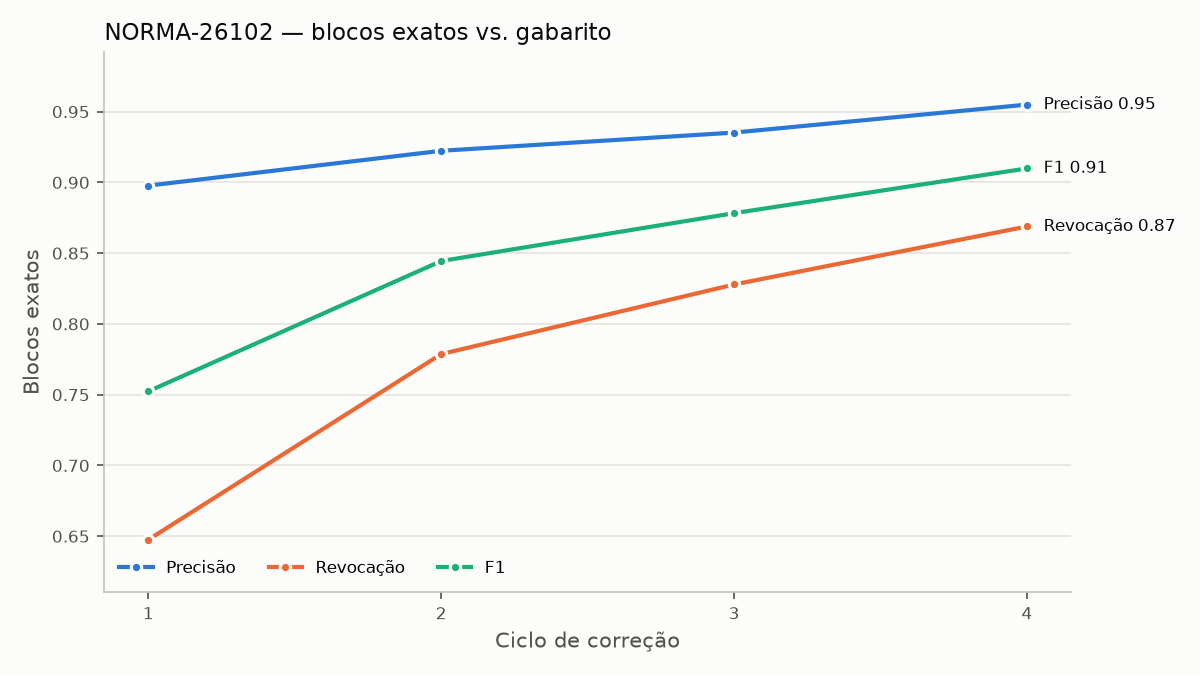 NORMA-26102 — blocos exatos vs. gabarito
Blocos exatos
0.95
0.90
0.85
0.80
0.75
0.70
0.65
Precisão 0.95
F1 0.91
Revocação 0.87
Precisão Revocação F1
1 2 3 4
Ciclo de correção